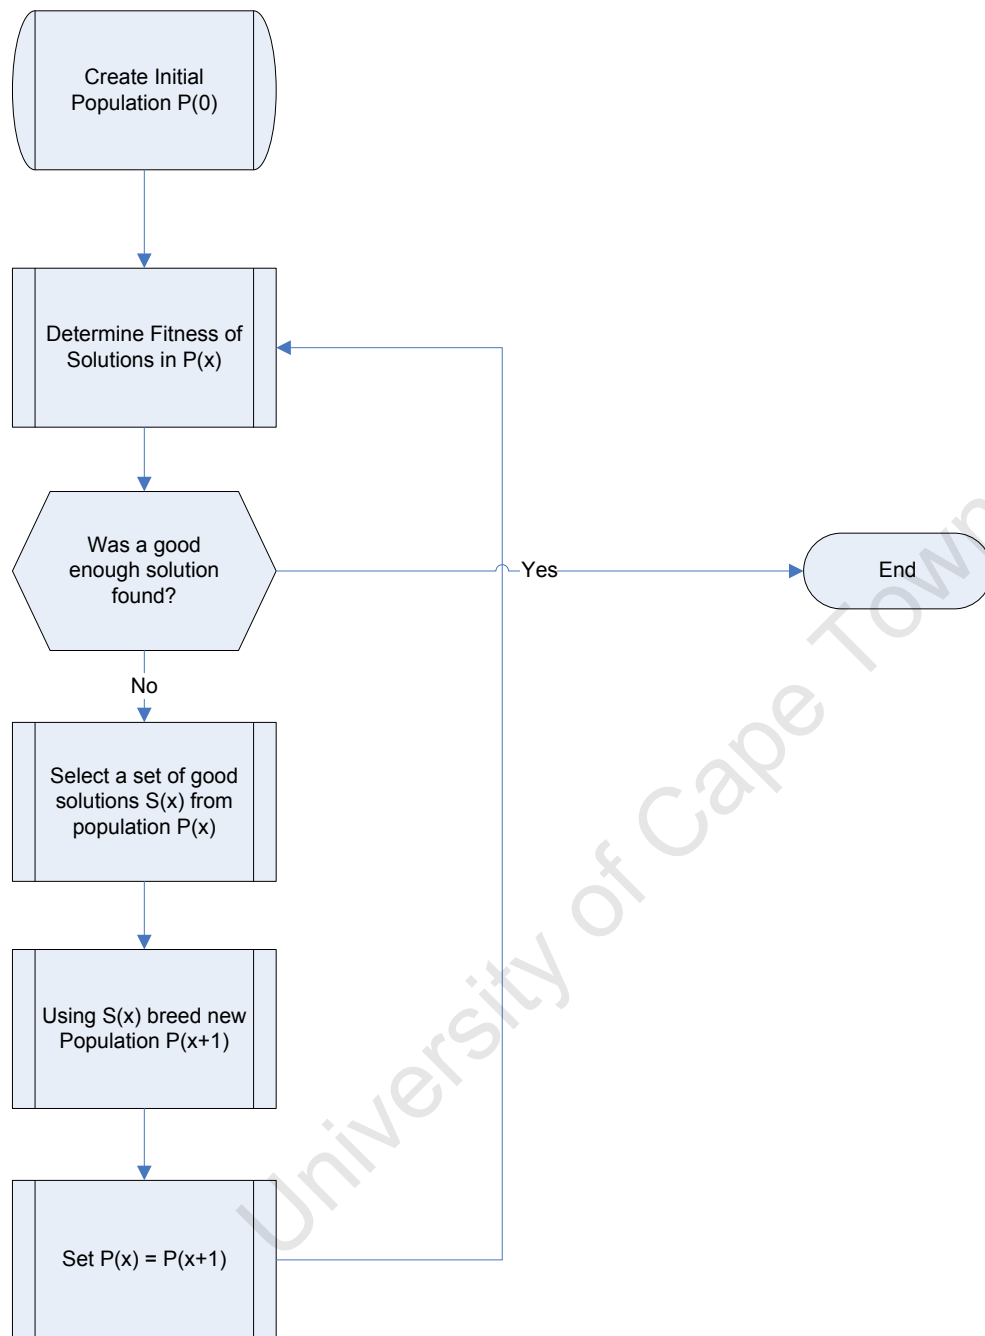 Create Initial
Population P(0)
Determine Fitness of
Solutions in P(x)
Was a good
enough solution
found?
Yes
End
No
Select a set of good
solutions S(x) from
population P(x)
Using S(x) breed new
Population P(x+1)
Set P(x) = P(x+1)
University of Cape Town